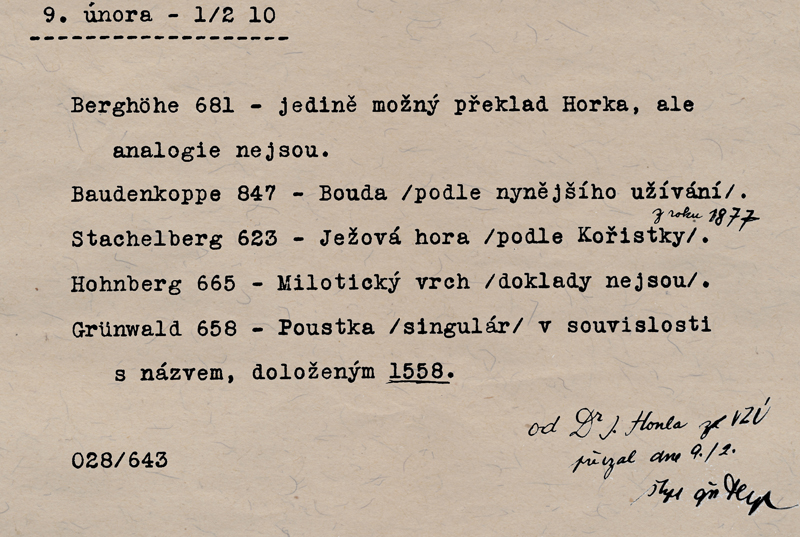 9. února - 1/2 10
Berghöhe 681 - jedině možný překlad Horka, ale
analogie nejsou.
Baudenkoppe 847 - Bouda /podle nynějšího užívání/.
z roku 1877
Stachelberg 623 - Ježová hora /podle Kořistky/.
Hohnberg 665 - Milotický vrch /doklady nejsou/.
Grünwald 658 - Poustka /singulár/ v souvislosti
s názvem, doloženým 1558.
od Dr J. Honla VZÚ
028/643
převzal dne 9./2.